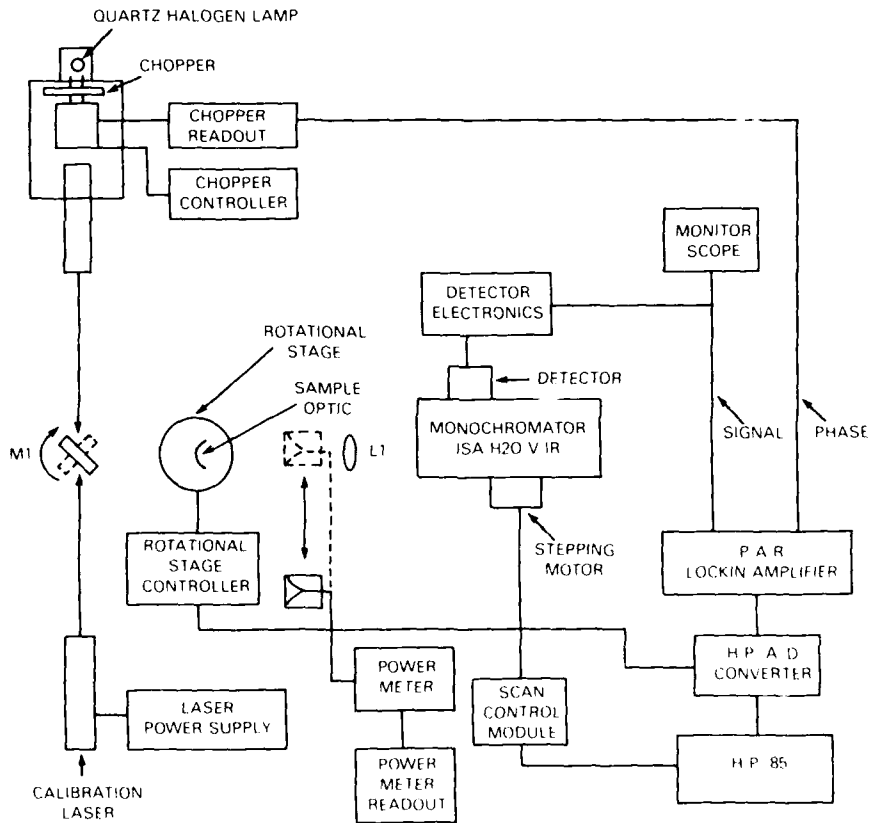 QUARTZ HALOGEN LAMP
CHOPPER
CHOPPER
READOUT
CHOPPER
CONTROLLER
MONITOR
SCOPE
DETECTOR
ELECTRONICS
ROTATIONAL
STAGE
SAMPLE
OPTIC
DETECTOR
M1
L1
MONOCHROMATOR
ISA H2O V IR
SIGNAL
PHASE
STEPPING
MOTOR
ROTATIONAL
STAGE
CONTROLLER
P A R
LOCKIN AMPLIFIER
H P A D
CONVERTER
POWER
METER
SCAN
CONTROL
MODULE
LASER
POWER SUPPLY
H P 85
POWER
METER
READOUT
CALIBRATION
LASER